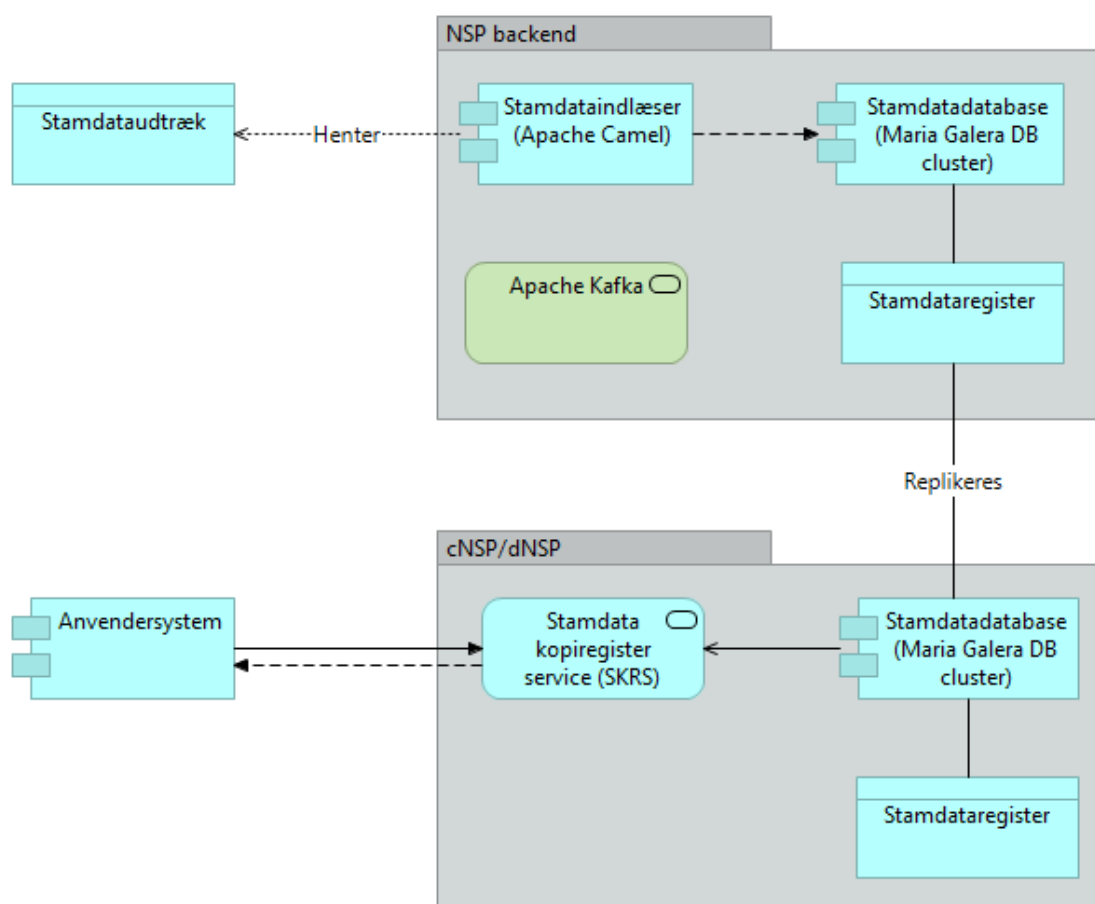 NSP backend
Stamdataudtræk
Henter
Stamdataindlæser
(Apache Camel)
Stamdatadatabase
(Maria Galera DB
cluster)
Apache Kafka
Stamdataregister
Replikeres
cNSP/dNSP
Anvendersystem
Stamdata
kopiregister
service (SKRS)
Stamdatadatabase
(Maria Galera DB
cluster)
Stamdataregister